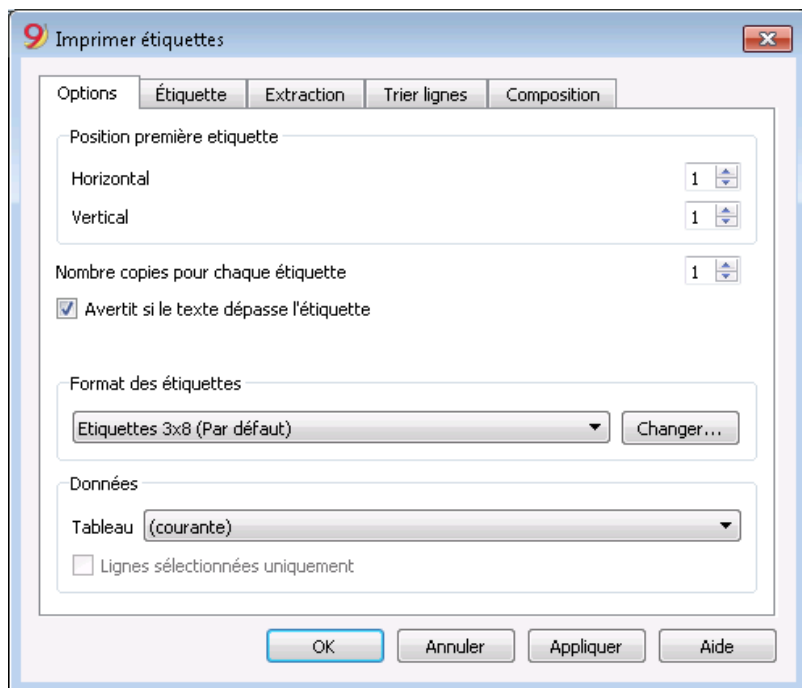 9 Imprimer étiquettes
Options Étiquette Extraction Trier lignes Composition
Position première etiquette
Horizontal 1
Vertical 1
Nombre copies pour chaque étiquette 1
Avertit si le texte dépasse l'étiquette
Format des étiquettes
Etiquettes 3x8 (Par défaut) Changer...
Données
Tableau (courante)
Lignes sélectionnées uniquement
OK Annuler Appliquer Aide